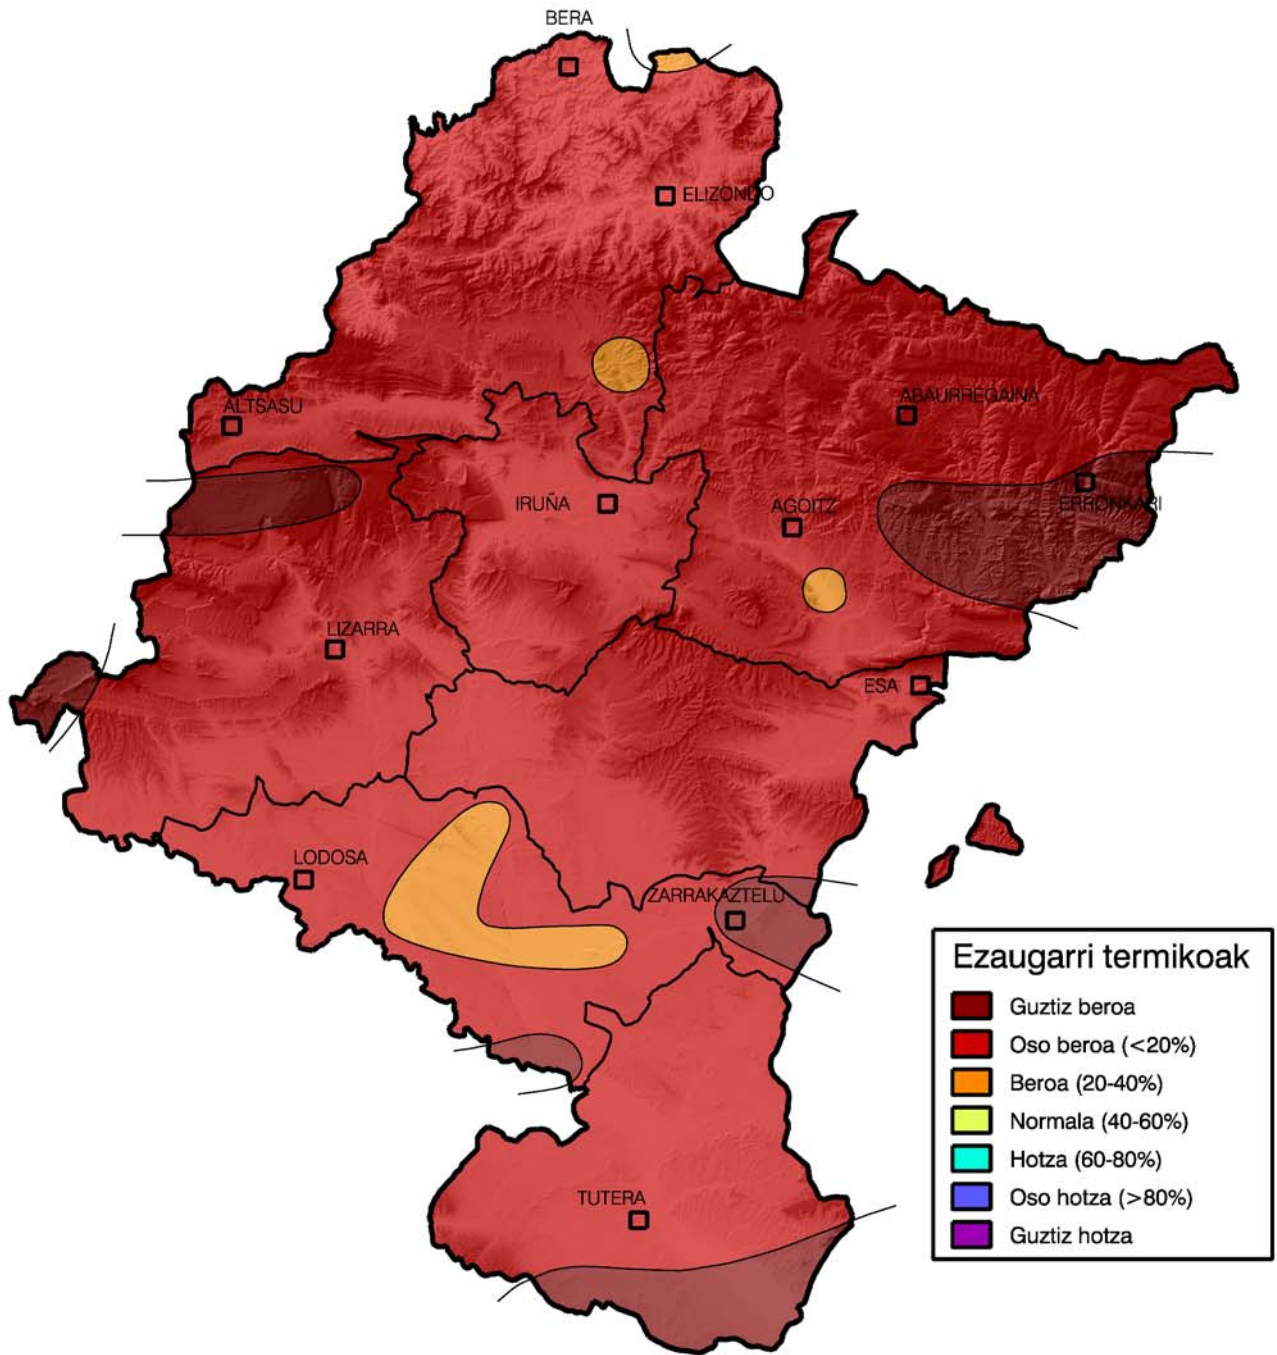 BERA
ELIZONDO
ABAURREGAINA
ALTSASU
IRUÑA
AGOITZ
ERRONKARI
LIZARRA
ESA
LODOSA
ZARRAKAZTELU
TUTERA
Ezaugarri termikoak
Guztiz beroa
Oso beroa (<20%)
Beroa (20-40%)
Normala (40-60%)
Hotza (60-80%)
Oso hotza (>80%)
Guztiz hotza